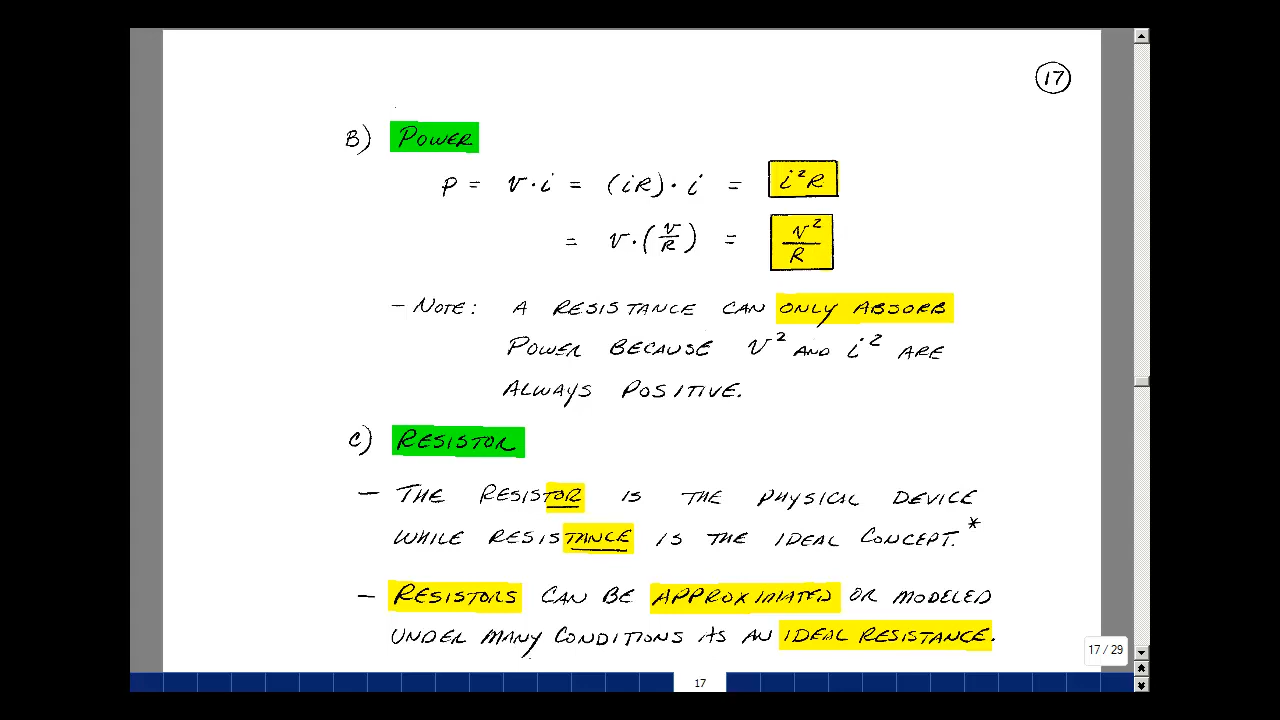 17
B) POWER
P = v · i = (iR) · i = i²R
= v · (v/R) = v²/R
- NOTE: A RESISTANCE CAN ONLY ABSORB
POWER BECAUSE v² AND i² ARE
ALWAYS POSITIVE.
C) RESISTOR
- THE RESISTOR IS THE PHYSICAL DEVICE
WHILE RESISTANCE IS THE IDEAL CONCEPT.*
- RESISTORS CAN BE APPROXIMATED OR MODELED
UNDER MANY CONDITIONS AS AN IDEAL RESISTANCE.
17 / 29
17